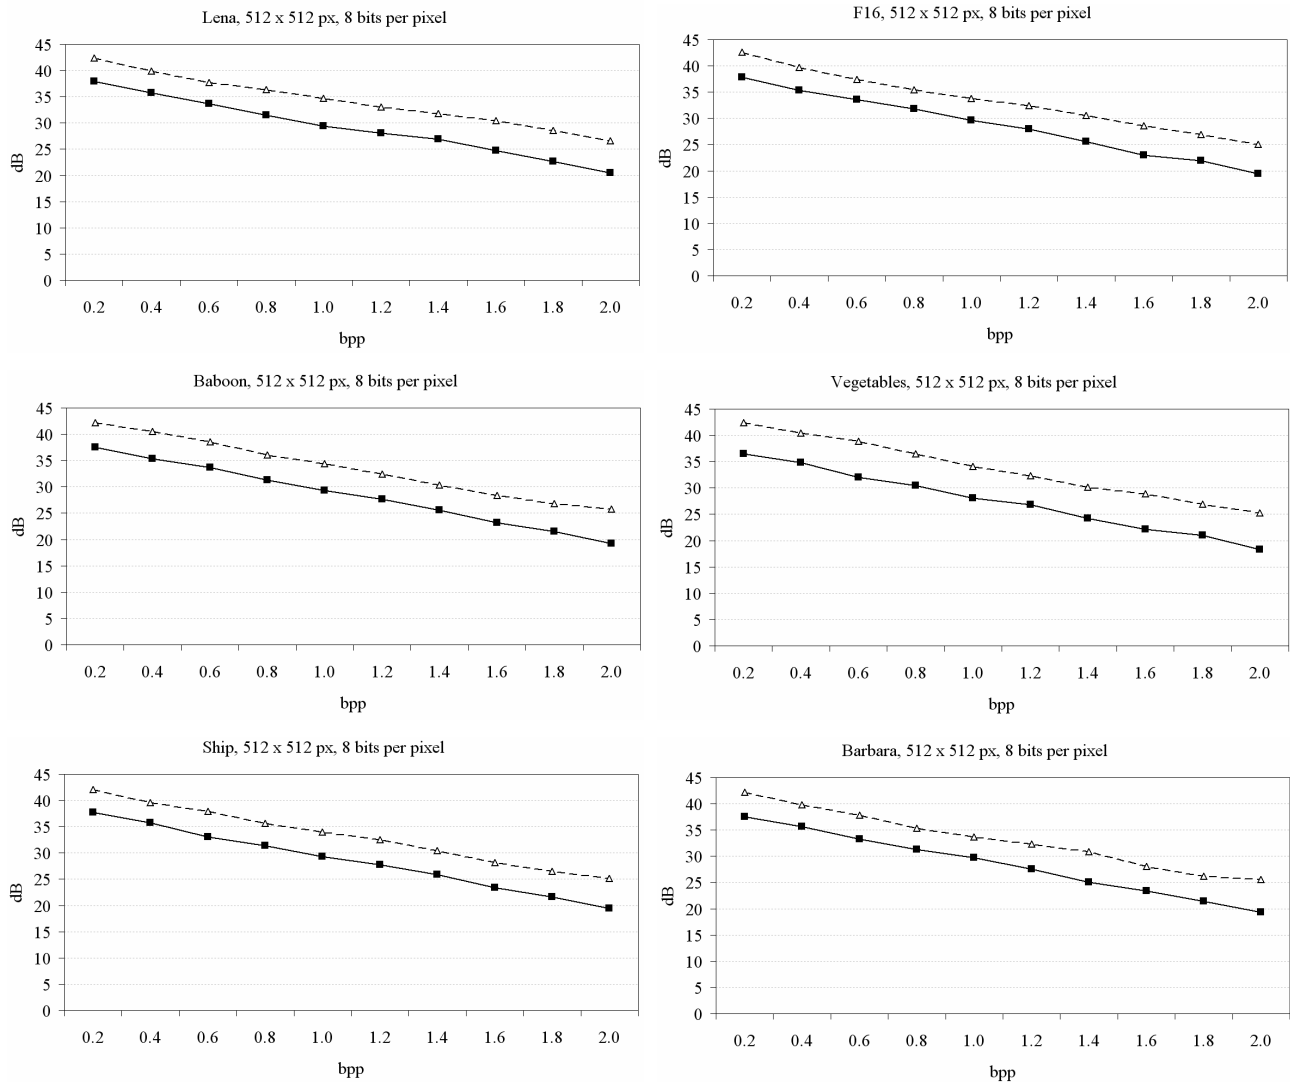 Lena, 512 x 512 px, 8 bits per pixel
45
40
35
30
25
20
15
10
5
0
dB
0.2 0.4 0.6 0.8 1.0 1.2 1.4 1.6 1.8 2.0
bpp
F16, 512 x 512 px, 8 bits per pixel
45
40
35
30
25
20
15
10
5
0
dB
0.2 0.4 0.6 0.8 1.0 1.2 1.4 1.6 1.8 2.0
bpp
Baboon, 512 x 512 px, 8 bits per pixel
45
40
35
30
25
20
15
10
5
0
dB
0.2 0.4 0.6 0.8 1.0 1.2 1.4 1.6 1.8 2.0
bpp
Vegetables, 512 x 512 px, 8 bits per pixel
45
40
35
30
25
20
15
10
5
0
dB
0.2 0.4 0.6 0.8 1.0 1.2 1.4 1.6 1.8 2.0
bpp
Ship, 512 x 512 px, 8 bits per pixel
45
40
35
30
25
20
15
10
5
0
dB
0.2 0.4 0.6 0.8 1.0 1.2 1.4 1.6 1.8 2.0
bpp
Barbara, 512 x 512 px, 8 bits per pixel
45
40
35
30
25
20
15
10
5
0
dB
0.2 0.4 0.6 0.8 1.0 1.2 1.4 1.6 1.8 2.0
bpp